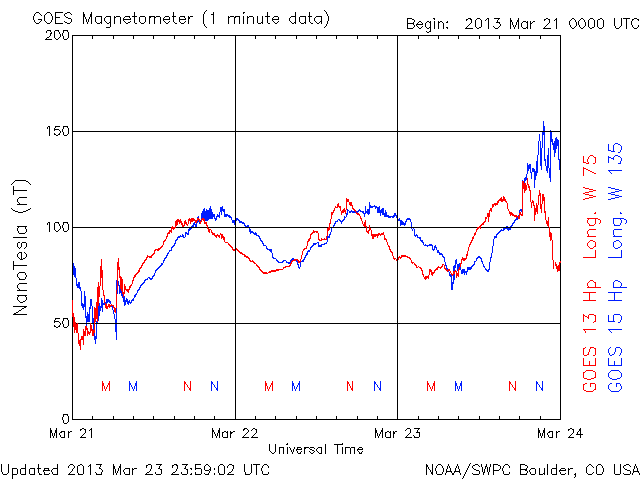 GOES Magnetometer (1 minute data)
Begin: 2013 Mar 21 0000 UTC
200
150
100
50
0
NanoTesla (nT)
M M N N M M N N M M N N
Mar 21 Mar 22 Mar 23 Mar 24
Universal Time
GOES 13 Hp Long. W 75
GOES 15 Hp Long. W 135
Updated 2013 Mar 23 23:59:02 UTC
NOAA/SWPC Boulder, CO USA